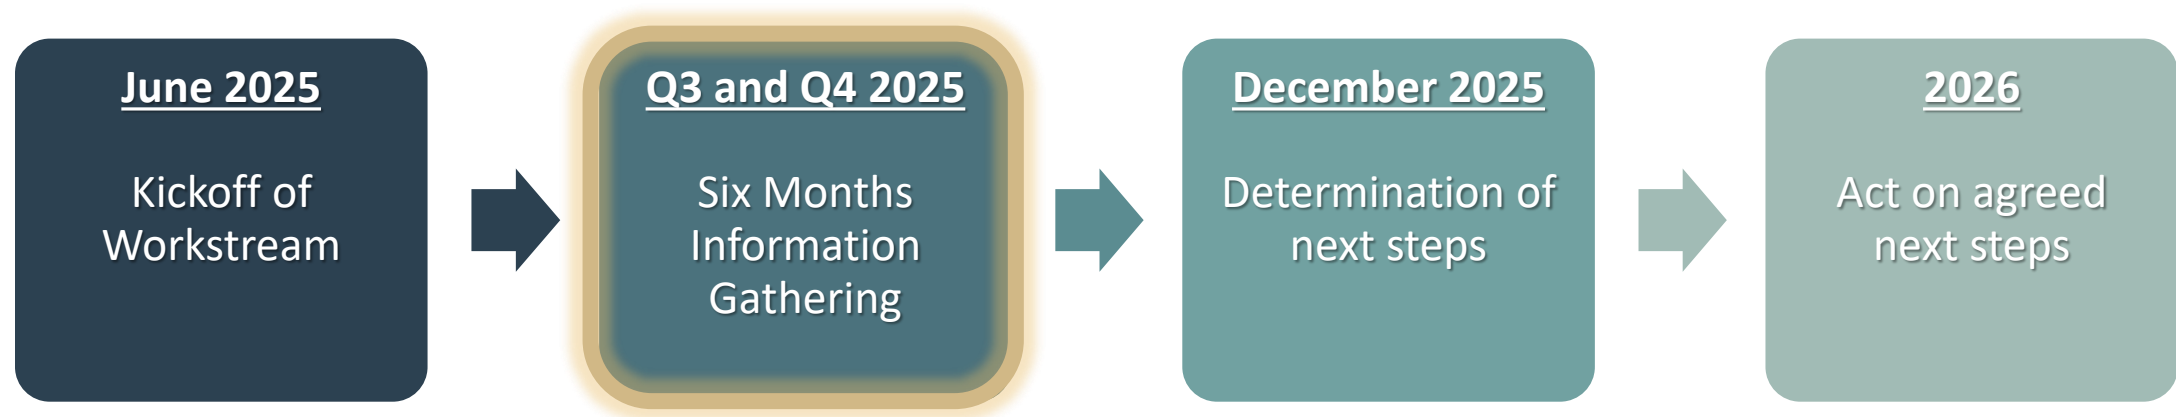 June 2025
Kickoff of
Workstream
Q3 and Q4 2025
Six Months
Information
Gathering
December 2025
Determination of
next steps
2026
Act on agreed
next steps